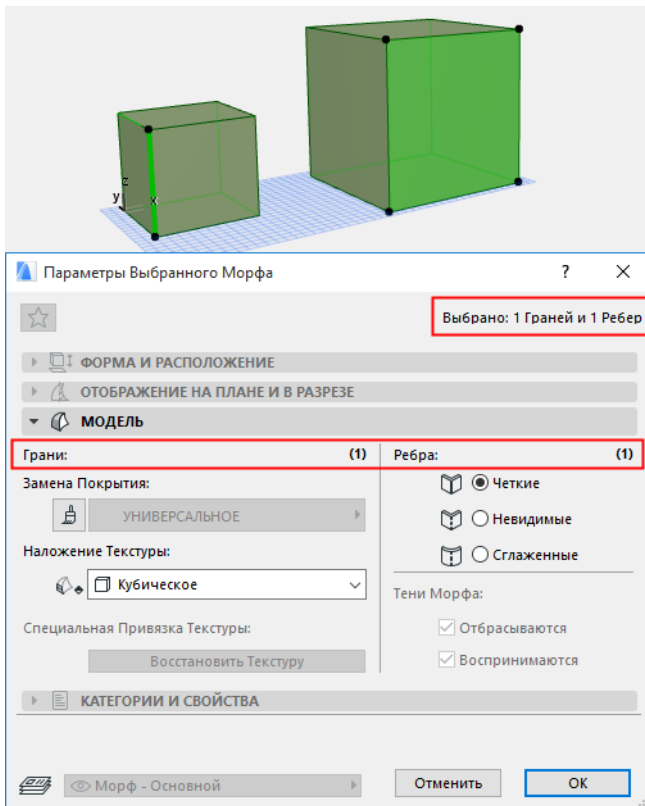 z
y
x
Параметры Выбранного Морфа
?
Выбрано: 1 Граней и 1 Ребер
ФОРМА И РАСПОЛОЖЕНИЕ
ОТОБРАЖЕНИЕ НА ПЛАНЕ И В РАЗРЕЗЕ
МОДЕЛЬ
Грани: (1) Ребра: (1)
Замена Покрытия: Четкие
УНИВЕРСАЛЬНОЕ Невидимые
Наложение Текстуры: Сглаженные
Кубическое
Тени Морфа:
Специальная Привязка Текстуры: Отбрасываются
Восстановить Текстуру Воспринимаются
КАТЕГОРИИ И СВОЙСТВА
Морф - Основной Отменить ОК